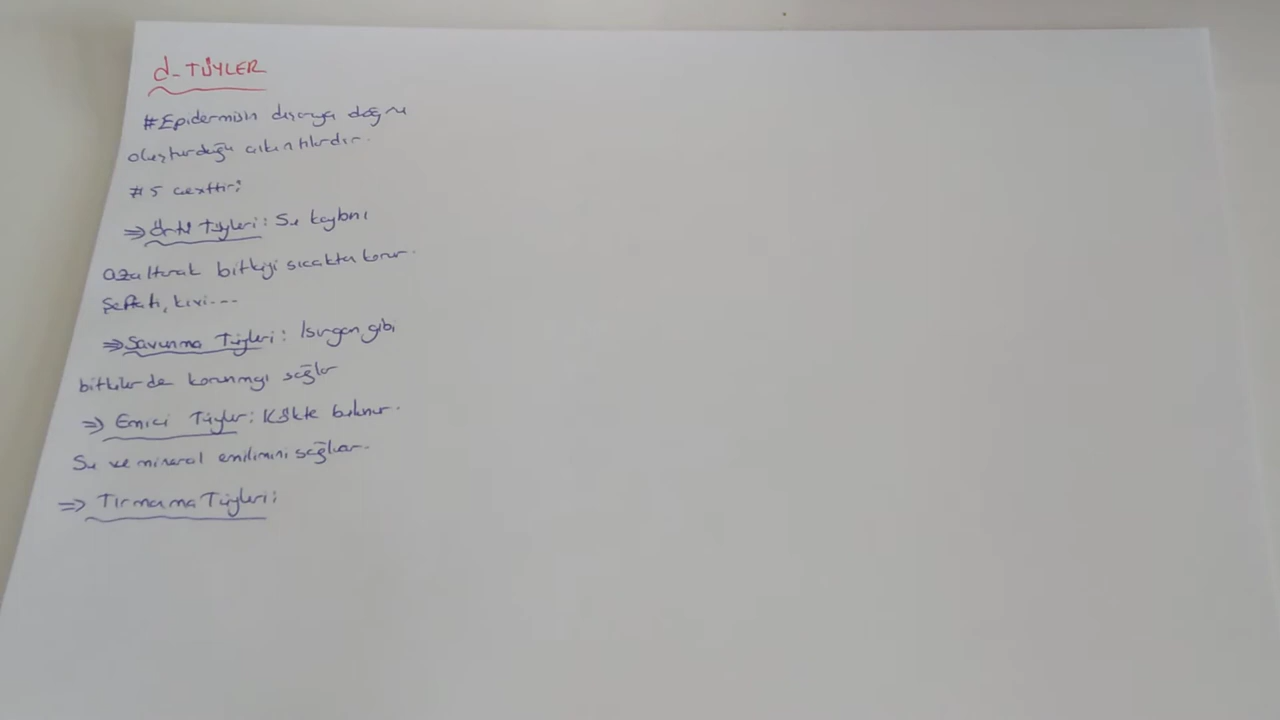 d- TÜYLER
# Epidermisin dışarıya doğru
oluşturduğu çıkıntılardır.
# 5 çeşittir:
⇒ Örtü Tüyleri: Su kaybını
azaltarak bitkiyi sıcaktan korur.
Şeftali, kivi....
⇒ Savunma Tüyleri: Isırgan gibi
bitkilerde korunmayı sağlar
⇒ Emici Tüyler: Kökte bulunur.
Su ve mineral emilimini sağlar.
⇒ Tırmanma Tüyleri: